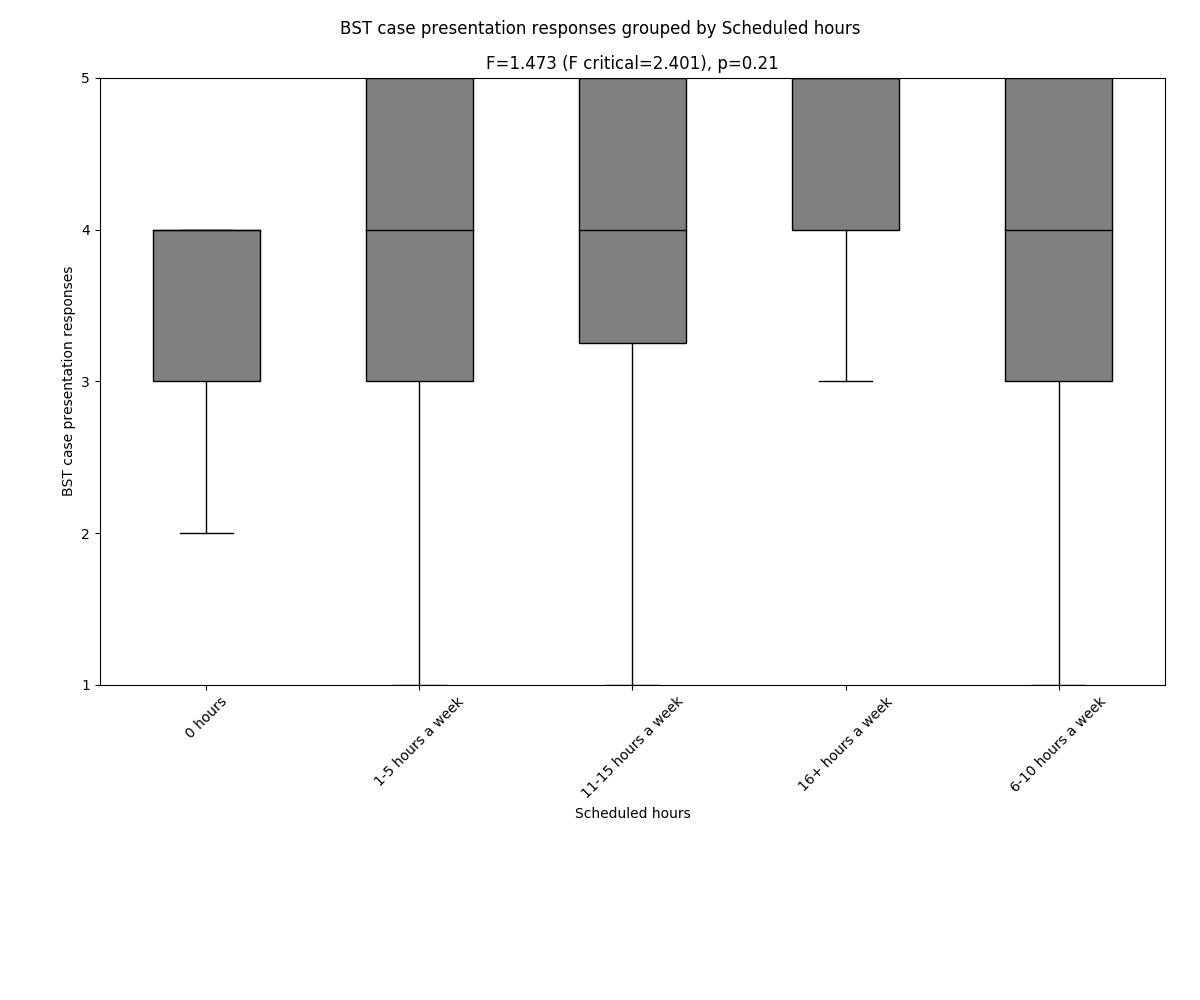 BST case presentation responses grouped by Scheduled hours
F=1.473 (F critical=2.401), p=0.21
BST case presentation responses
5
4
3
2
1
0 hours
1-5 hours a week
11-15 hours a week
16+ hours a week
6-10 hours a week
Scheduled hours